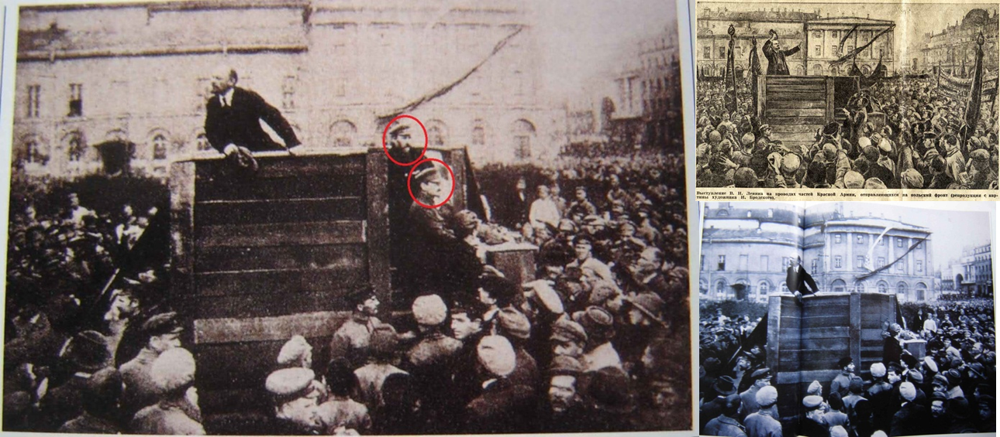 Выступление В. И. Ленина на проводах частей Красной Армии, отправляющихся на польский фронт (репродукция с кар-
тины художника И. Бродского).